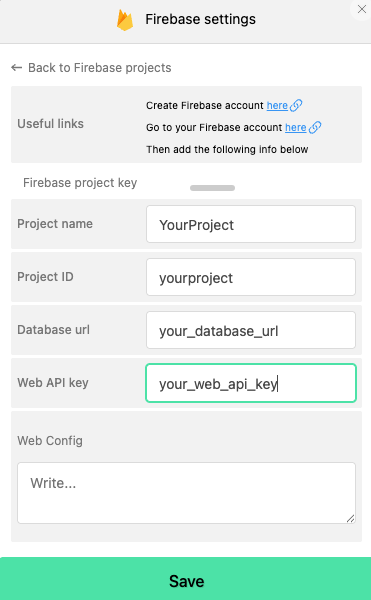 Firebase settings
← Back to Firebase projects
Useful links
Create Firebase account here
Go to your Firebase account here
Then add the following info below
Firebase project key
Project name
YourProject
Project ID
yourproject
Database url
your_database_url
Web API key
your_web_api_key
Web Config
Write...
Save